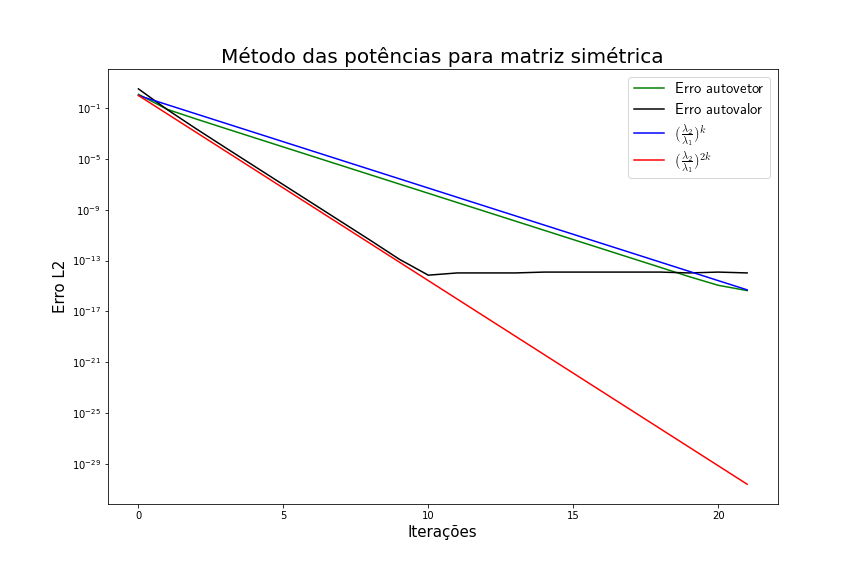 Método das potências para matriz simétrica
Erro autovetor
Erro autovalor
(λ₂/λ₁)ᵏ
(λ₂/λ₁)²ᵏ
Erro L2
10⁻¹
10⁻⁵
10⁻⁹
10⁻¹³
10⁻¹⁷
10⁻²¹
10⁻²⁵
10⁻²⁹
0 5 10 15 20
Iterações